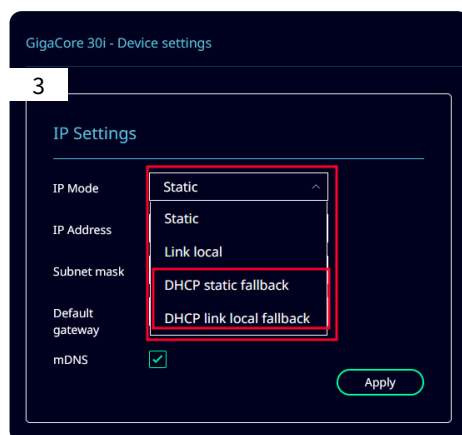 GigaCore 30i - Device settings
3
IP Settings
IP Mode
Static
Static
IP Address
Link local
Subnet mask
DHCP static fallback
Default
gateway
DHCP link local fallback
mDNS
Apply